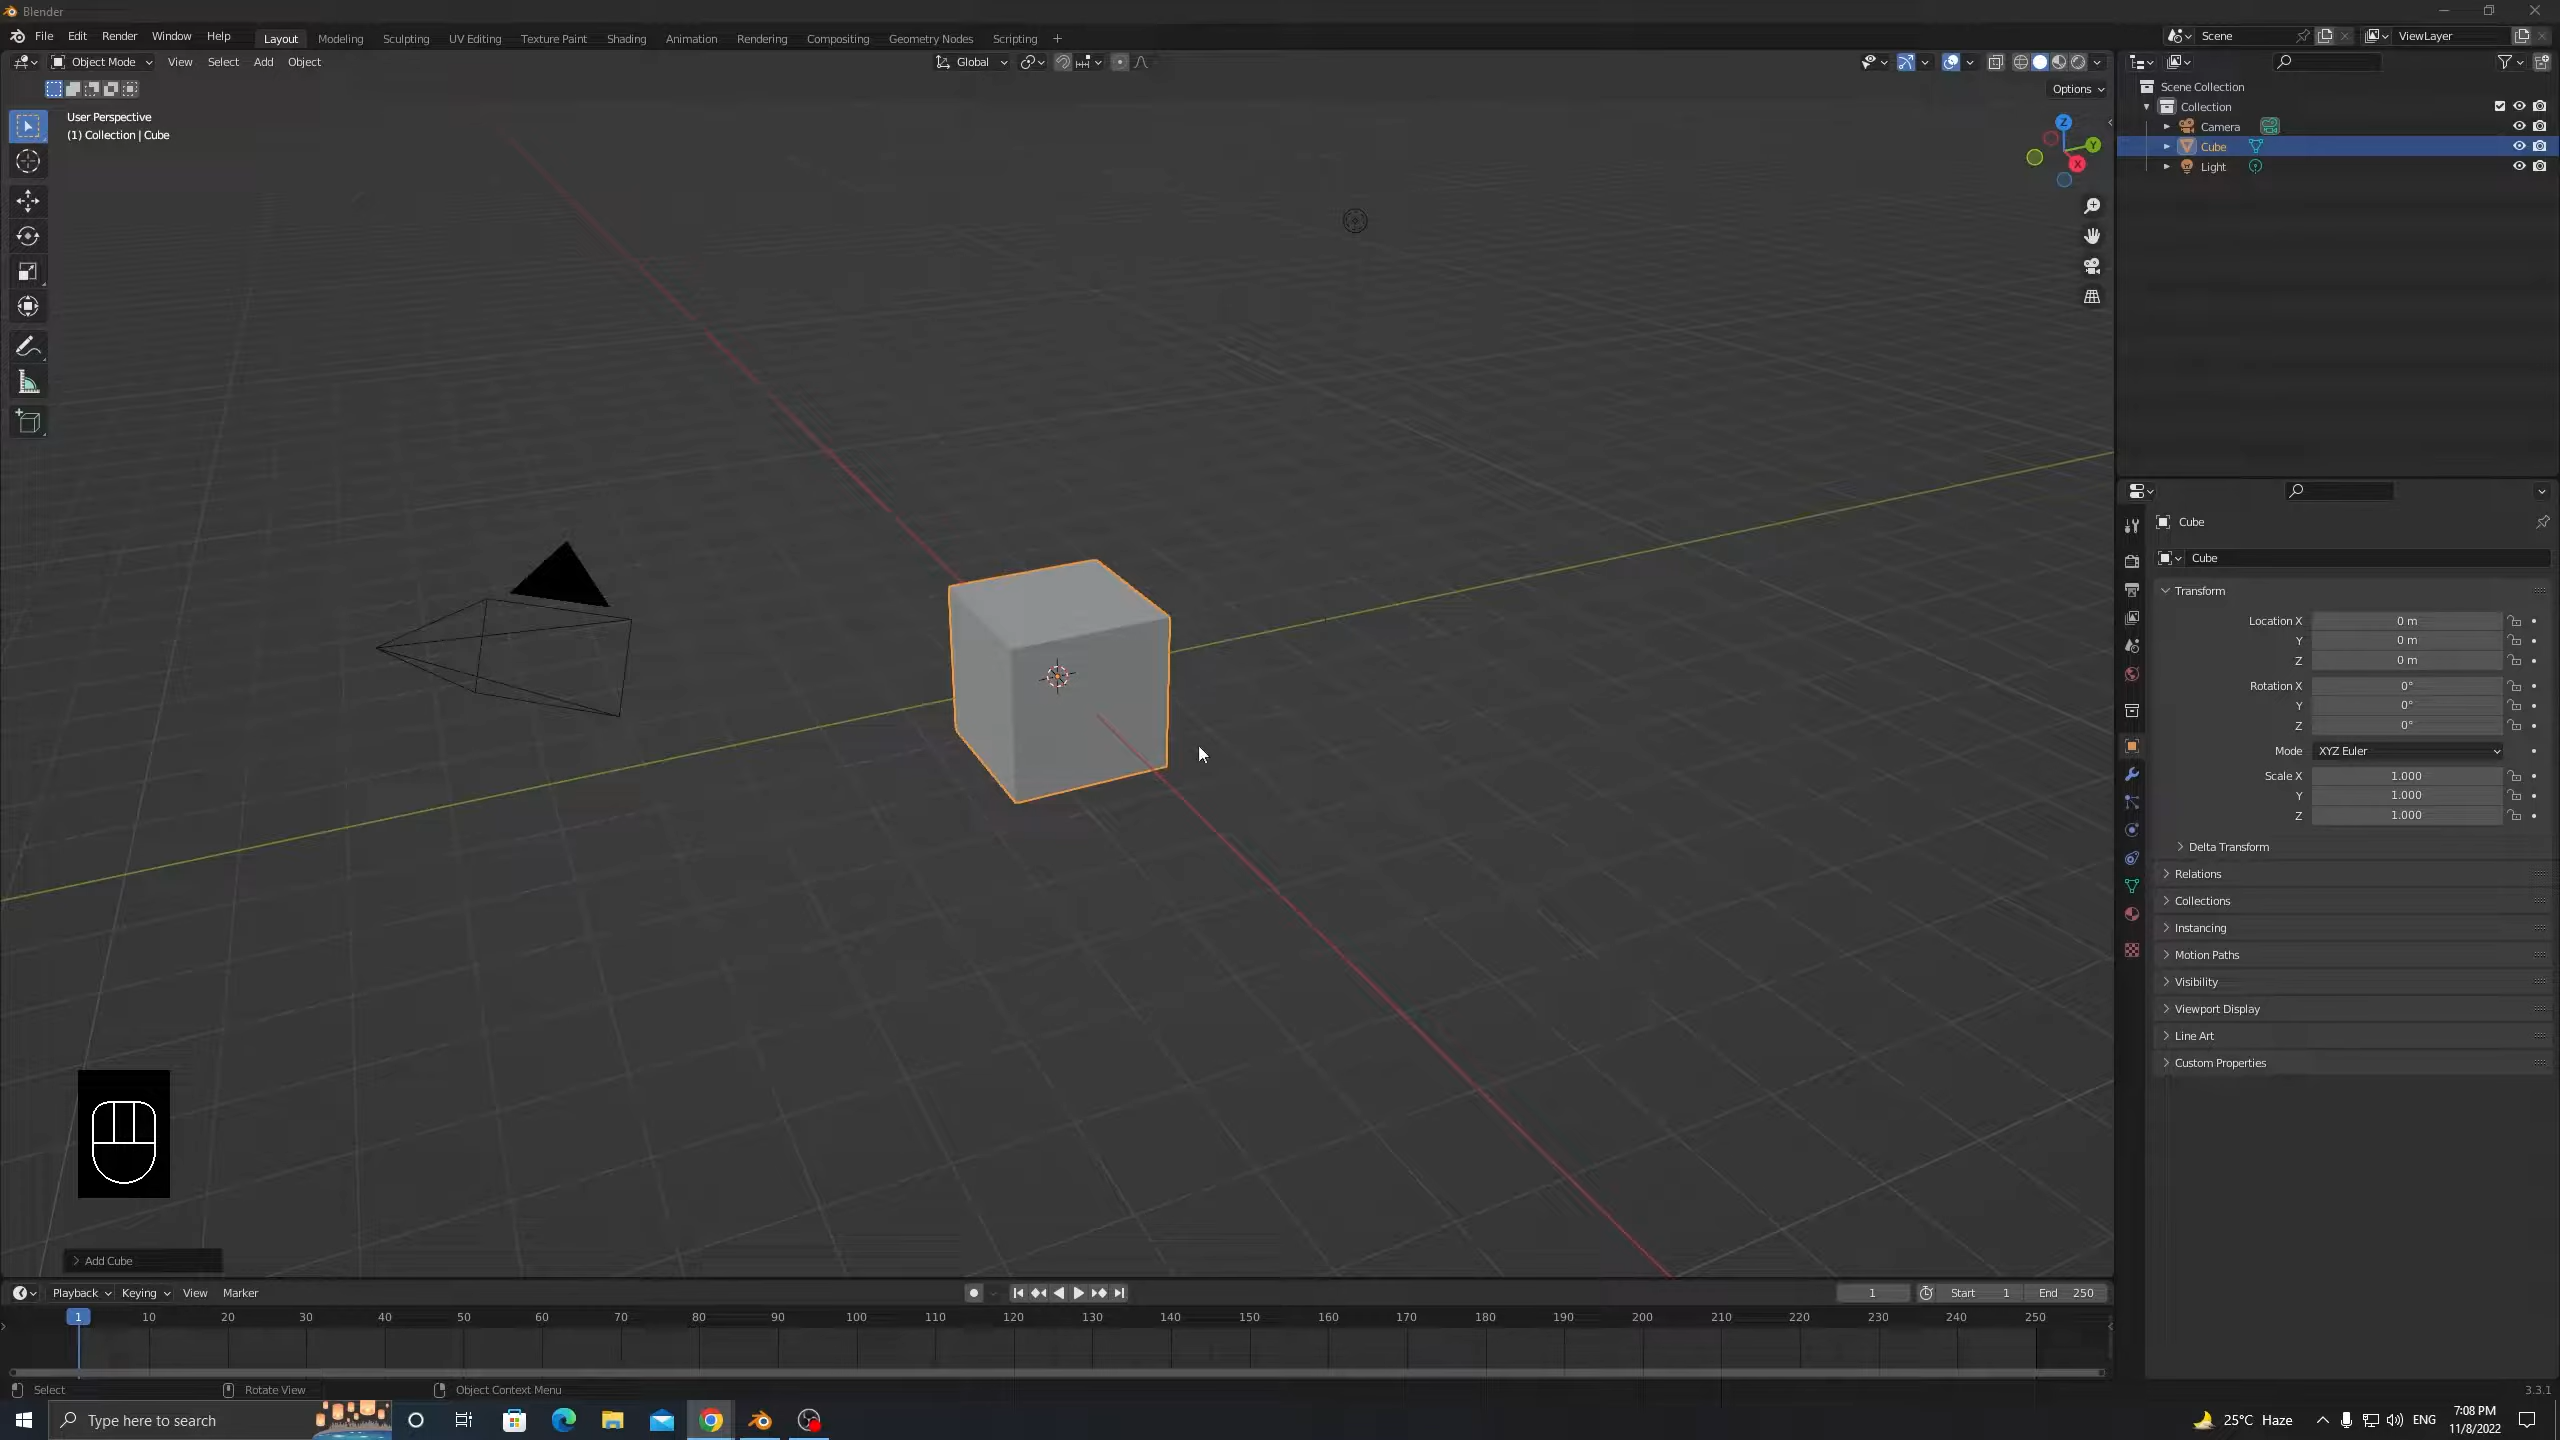 Blender
File Edit Render Window Help Layout Modeling Sculpting UV Editing Texture Paint Shading Animation Rendering Compositing Geometry Nodes Scripting + Scene ViewLayer
Object Mode View Select Add Object Global
Options
User Perspective
(1) Collection | Cube
Z
Y
X
Scene Collection
Collection
Camera
Cube
Light
Cube
Cube
Transform
Location X 0 m
Y 0 m
Z 0 m
Rotation X 0°
Y 0°
Z 0°
Mode XYZ Euler
Scale X 1.000
Y 1.000
Z 1.000
Delta Transform
Relations
Collections
Instancing
Motion Paths
Visibility
Viewport Display
Line Art
Custom Properties
Add Cube
Playback Keying View Marker 1 Start 1 End 250
1 10 20 30 40 50 60 70 80 90 100 110 120 130 140 150 160 170 180 190 200 210 220 230 240 250
Select Rotate View Object Context Menu 3.3.1
Type here to search 25°C Haze ENG 7:08 PM
11/8/2022